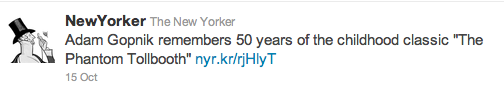 NewYorker The New Yorker
Adam Gopnik remembers 50 years of the childhood classic "The
Phantom Tollbooth" nyr.kr/rjHlyT
15 Oct